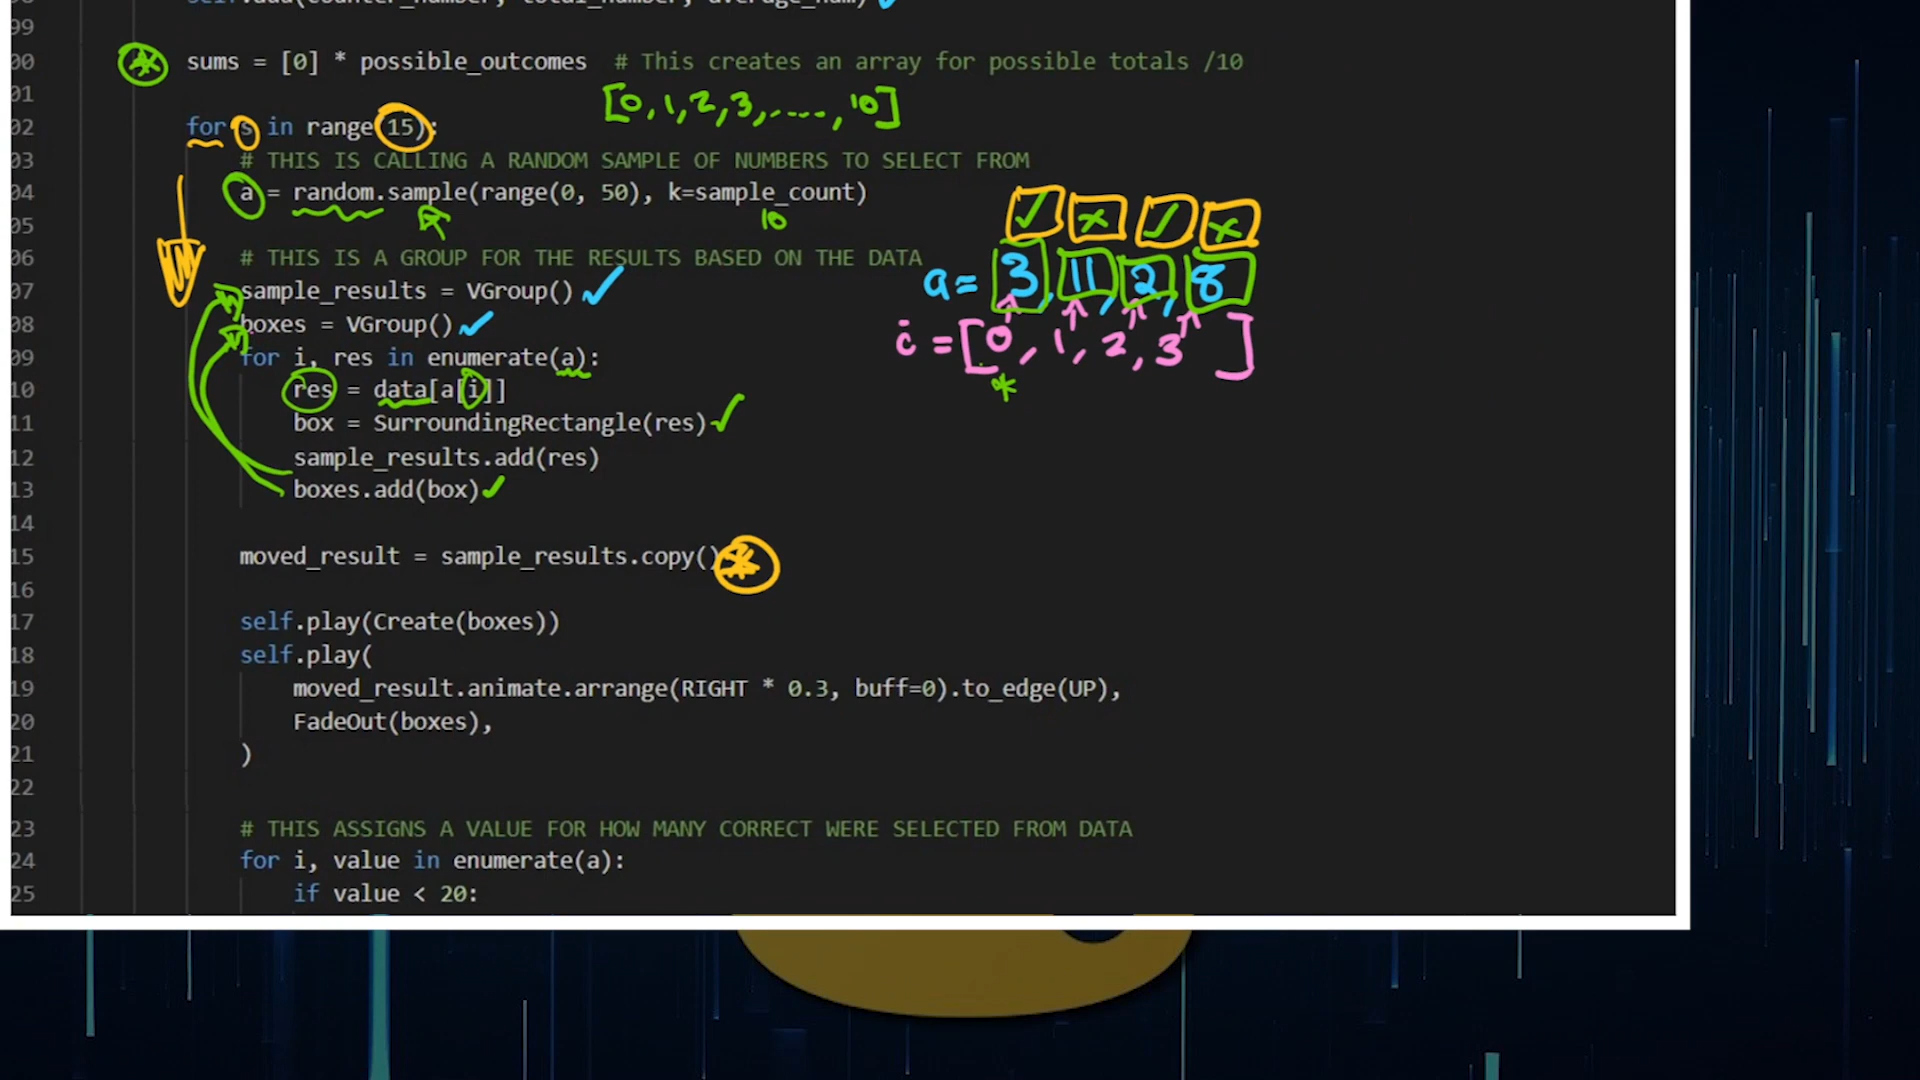 99 self.vadd(counter_number, total_number, average_num)
00 sums = [0] * possible_outcomes # This creates an array for possible totals /10
01 [0, 1, 2, 3, ...., 10]
02 for s in range(15):
03 # THIS IS CALLING A RANDOM SAMPLE OF NUMBERS TO SELECT FROM
04 a = random.sample(range(0, 50), k=sample_count)
05 10
06 # THIS IS A GROUP FOR THE RESULTS BASED ON THE DATA
07 sample_results = VGroup()
a = 3, 11, 2, 8
08 boxes = VGroup()
i = [0, 1, 2, 3 ]
09 for i, res in enumerate(a):
10 res = data[a[i]]
11 box = SurroundingRectangle(res)
12 sample_results.add(res)
13 boxes.add(box)
14
15 moved_result = sample_results.copy()
16
17 self.play(Create(boxes))
18 self.play(
19 moved_result.animate.arrange(RIGHT * 0.3, buff=0).to_edge(UP),
20 FadeOut(boxes),
21 )
22
23 # THIS ASSIGNS A VALUE FOR HOW MANY CORRECT WERE SELECTED FROM DATA
24 for i, value in enumerate(a):
25 if value < 20: